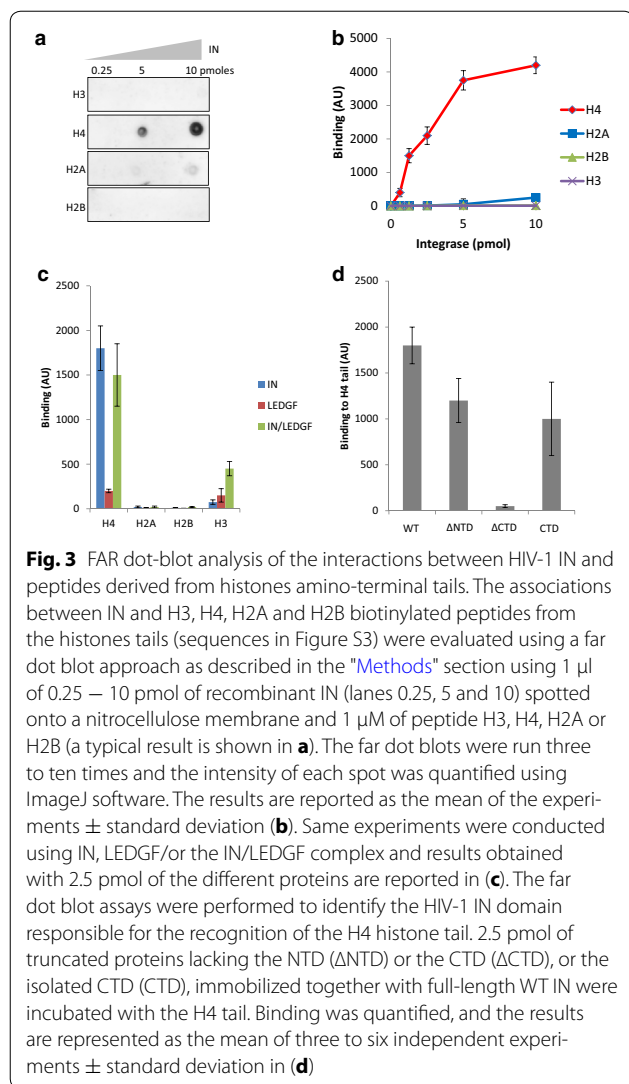 a
IN
0.25 5 10 pmoles
H3
H4
H2A
H2B
b
Binding (AU)
5000
4000
3000
2000
1000
0
0 5 10
Integrase (pmol)
H4
H2A
H2B
H3
c
Binding (AU)
2500
2000
1500
1000
500
0
H4 H2A H2B H3
IN
LEDGF
IN/LEDGF
d
Binding to H4 tail (AU)
2500
2000
1500
1000
500
0
WT ΔNTD ΔCTD CTD
Fig. 3 FAR dot-blot analysis of the interactions between HIV-1 IN and
peptides derived from histones amino-terminal tails. The associations
between IN and H3, H4, H2A and H2B biotinylated peptides from
the histones tails (sequences in Figure S3) were evaluated using a far
dot blot approach as described in the "Methods" section using 1 µl
of 0.25 − 10 pmol of recombinant IN (lanes 0.25, 5 and 10) spotted
onto a nitrocellulose membrane and 1 µM of peptide H3, H4, H2A or
H2B (a typical result is shown in a). The far dot blots were run three
to ten times and the intensity of each spot was quantified using
ImageJ software. The results are reported as the mean of the experi-
ments ± standard deviation (b). Same experiments were conducted
using IN, LEDGF/or the IN/LEDGF complex and results obtained
with 2.5 pmol of the different proteins are reported in (c). The far
dot blot assays were performed to identify the HIV-1 IN domain
responsible for the recognition of the H4 histone tail. 2.5 pmol of
truncated proteins lacking the NTD (ΔNTD) or the CTD (ΔCTD), or the
isolated CTD (CTD), immobilized together with full-length WT IN were
incubated with the H4 tail. Binding was quantified, and the results
are represented as the mean of three to six independent experi-
ments ± standard deviation in (d)